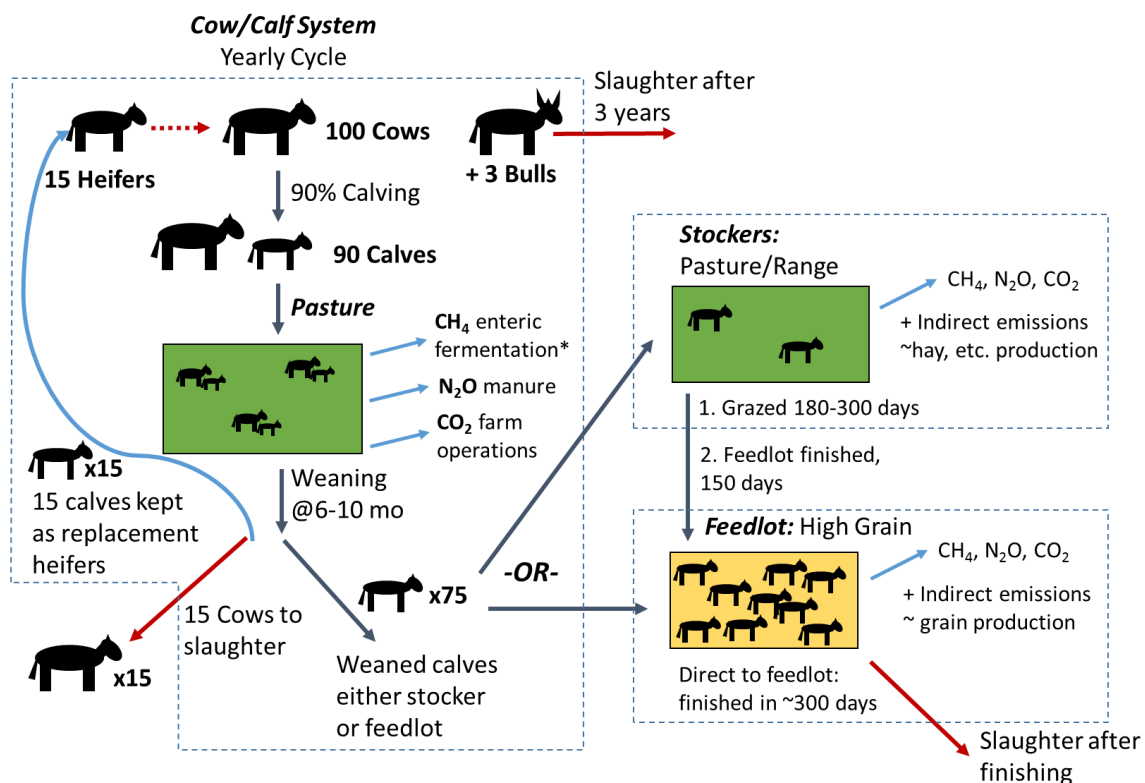 Cow/Calf System
Yearly Cycle
15 Heifers
100 Cows
+ 3 Bulls
Slaughter after
3 years
90% Calving
90 Calves
Pasture
CH₄ enteric
fermentation*
N₂O manure
CO₂ farm
operations
Weaning
@6-10 mo
x15
15 calves kept
as replacement
heifers
15 Cows to
slaughter
x15
x75
-OR-
Weaned calves
either stocker
or feedlot
Stockers:
Pasture/Range
CH₄, N₂O, CO₂
+ Indirect emissions
~hay, etc. production
1. Grazed 180-300 days
2. Feedlot finished,
150 days
Feedlot: High Grain
CH₄, N₂O, CO₂
+ Indirect emissions
~ grain production
Direct to feedlot:
finished in ~300 days
Slaughter after
finishing